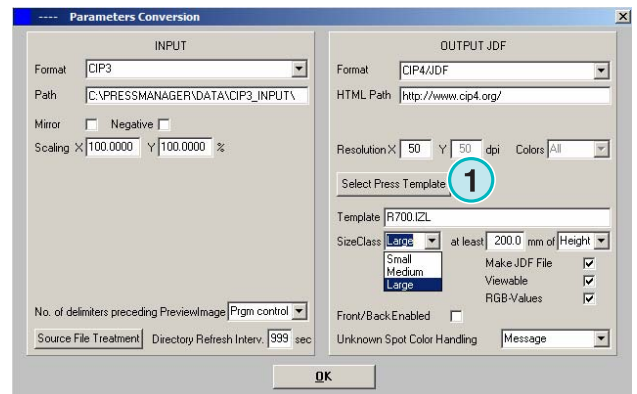 ---- Parameters Conversion
INPUT
Format CIP3
Path C:\PRESSMANAGER\DATA\CIP3_INPUT\
Mirror Negative
Scaling X 100.0000 Y 100.0000 %
No. of delimiters preceding PreviewImage Prgm control
Source File Treatment Directory Refresh Interv. 999 sec
OUTPUT JDF
Format CIP4/JDF
HTML Path http://www.cip4.org/
Resolution X 50 Y 50 dpi Colors All
Select Press Template 1
Template R700.IZL
SizeClass Large at least 200.0 mm of Height
Small
Medium
Large
Make JDF File
Viewable
RGB-Values
Front/Back Enabled
Unknown Spot Color Handling Message
OK